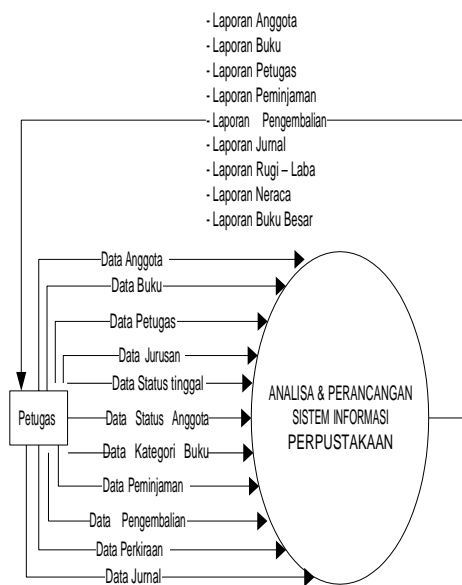 - Laporan Anggota
- Laporan Buku
- Laporan Petugas
- Laporan Peminjaman
- Laporan Pengembalian
- Laporan Jurnal
- Laporan Rugi – Laba
- Laporan Neraca
- Laporan Buku Besar
Data Anggota
Data Buku
Data Petugas
Data Jurusan
Data Status tinggal
Petugas
Data Status Anggota
Data Kategori Buku
Data Peminjaman
Data Pengembalian
Data Perkiraan
Data Jurnal
ANALISA & PERANCANGAN
SISTEM INFORMASI
PERPUSTAKAAN